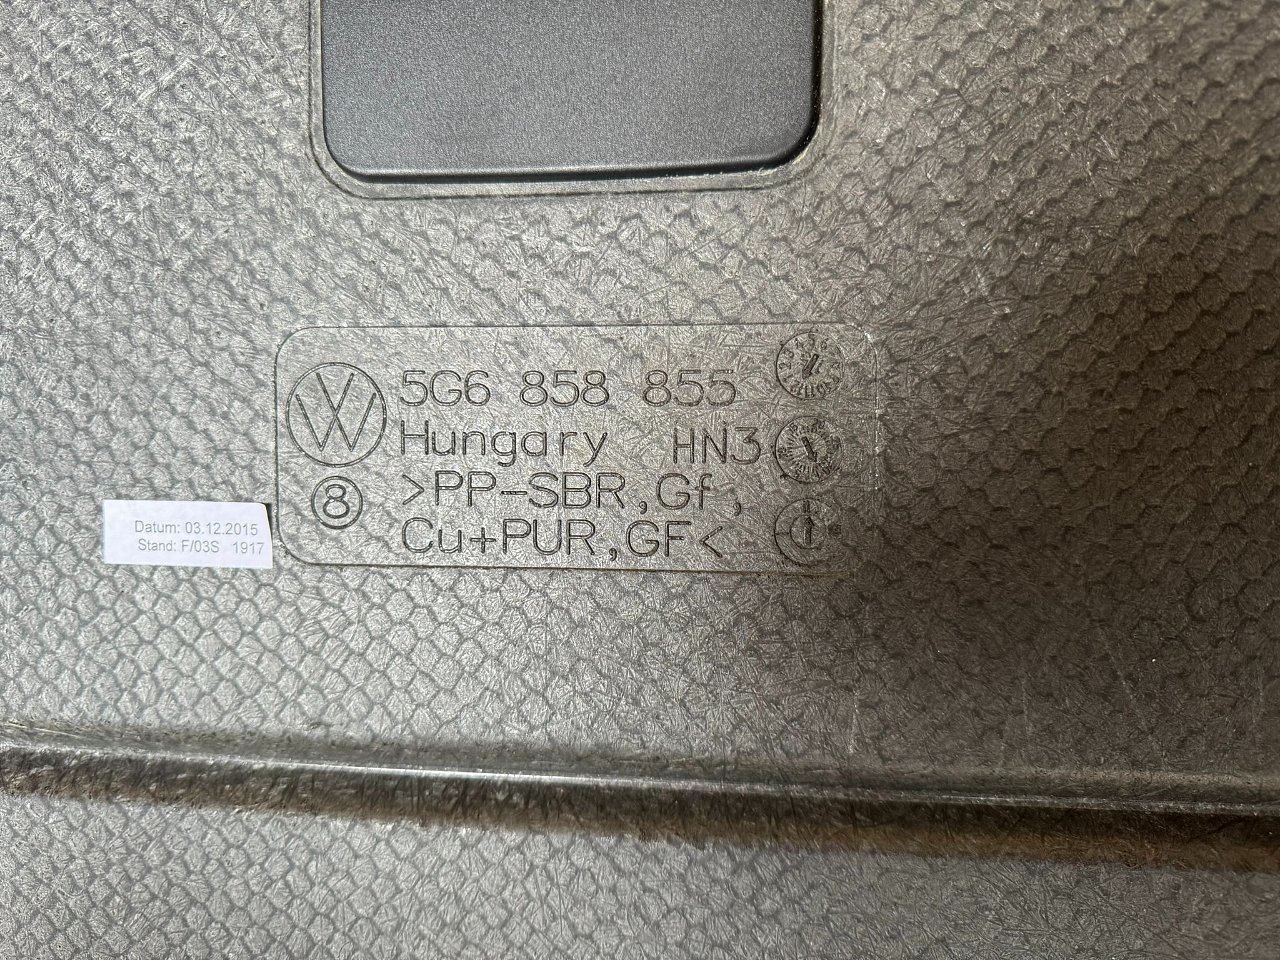 5G6 858 855
Hungary HN3
>PP-SBR,Gf,
Cu+PUR,GF<
8
Datum: 03.12.2015
Stand: F/03S 1917